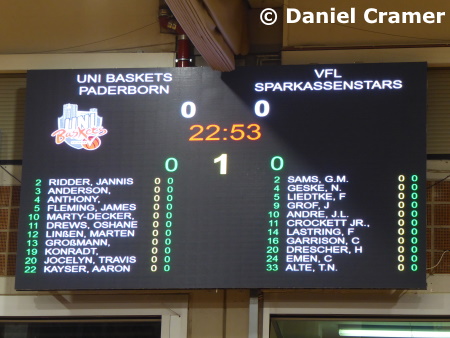 © Daniel Cramer
UNI BASKETS PADERBORN
VFL SPARKASSENSTARS
UNI
Baskets
0 0
22:53
0 1 0
2 RIDDER, JANNIS 0 0
3 ANDERSON, 0 0
4 ANTHONY, 0 0
5 FLEMING, JAMES 0 0
10 MARTY-DECKER, 0 0
11 DREWS, OSHANE 0 0
12 LINßEN, MARTEN 0 0
13 GROßMANN, 0 0
19 KONRADT, 0 0
20 JOCELYN, TRAVIS 0 0
22 KAYSER, AARON 0 0
2 SAMS, G.M. 0 0
4 GESKE, N. 0 0
5 LIEDTKE, F 0 0
9 GROF, J 0 0
10 ANDRE, J.L. 0 0
11 CROCKETT JR., 0 0
14 LASTRING, F 0 0
16 GARRISON, C 0 0
20 DRESCHER, H 0 0
24 EMEN, C 0 0
33 ALTE, T.N. 0 0